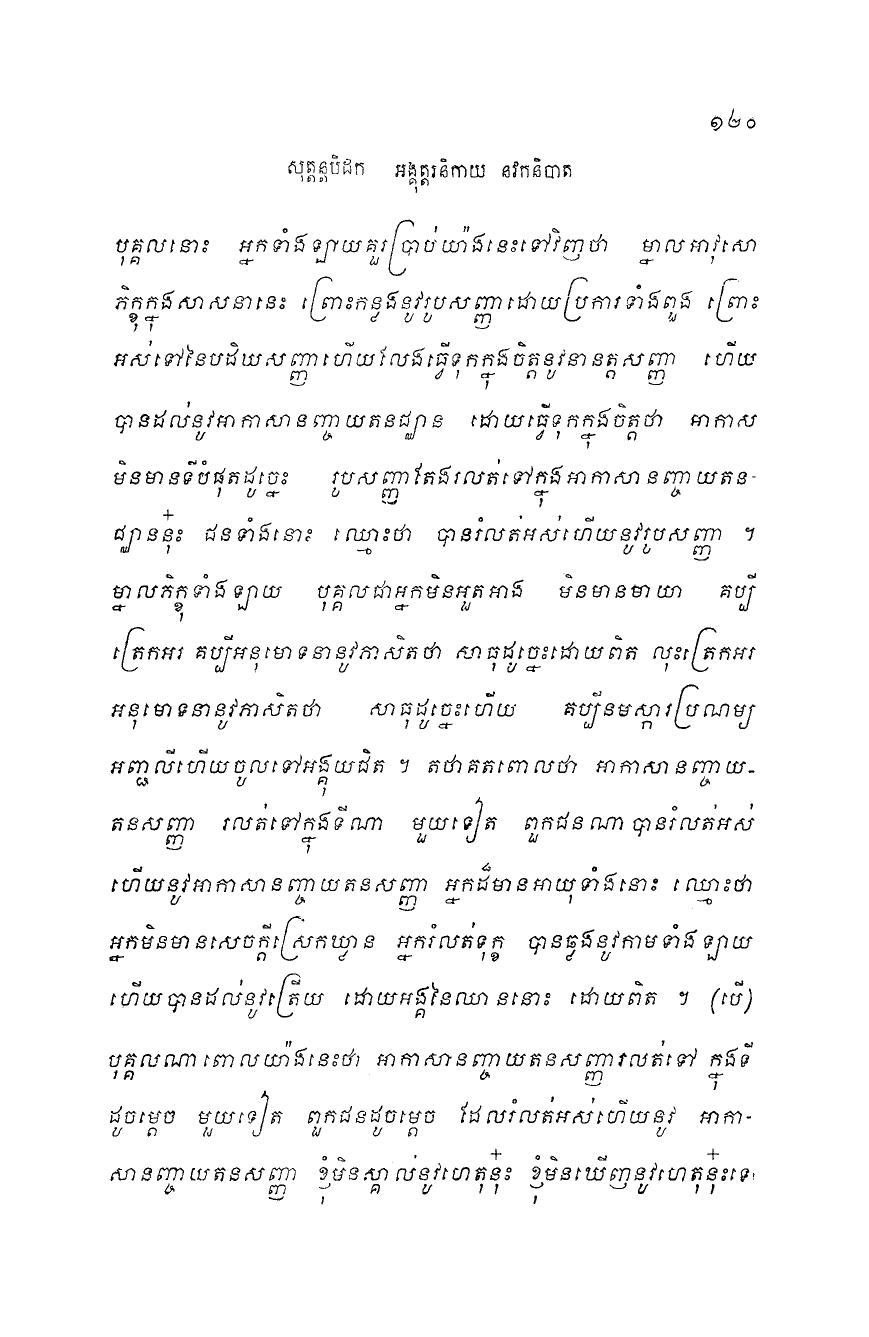 ១២០
សុត្តន្តបិដក អង្គុត្តរនិកាយ នវកនិបាត
បុគ្គលនោះ អ្នកទាំងឡាយគួរប្រាប់យ៉ាងនេះទៅវិញថា ម្នាលអាវុសោ
ភិក្ខុក្នុងសាសនានេះ ព្រោះកន្លងនូវរូបសញ្ញាដោយប្រការទាំងពួង ព្រោះ
អស់ទៅនៃបដិឃសញ្ញាហើយលែងធ្វើទុកក្នុងចិត្តនូវនានត្តសញ្ញា ហើយ
បានដល់នូវអាកាសានញ្ចាយតនជ្ឈាន ដោយធ្វើទុកក្នុងចិត្តថា អាកាស
មិនមានទីបំផុតដូច្នេះ រូបសញ្ញាតែងរលត់ទៅក្នុងអាកាសានញ្ចាយតន-
ជ្ឈាននុ៎ះ ជនទាំងនោះ ឈ្មោះថា បានរំលត់អស់ហើយនូវរូបសញ្ញា ។
ម្នាលភិក្ខុទាំងឡាយ បុគ្គលជាអ្នកមិនអួតអាង មិនមានមាយា គប្បី
ត្រេកអរ គប្បីអនុមោទនានូវភាសិតថា សាធុដូច្នេះដោយពិត លុះត្រេកអរ
អនុមោទនានូវភាសិតថា សាធុដូច្នេះហើយ គប្បីនមស្ការប្រណម្យ
អញ្ជលីហើយចូលទៅអង្គុយជិត ។ តថាគតពោលថា អាកាសានញ្ចាយ-
តនសញ្ញា រលត់ទៅក្នុងទីណា មួយទៀត ពួកជនណាបានរំលត់អស់
ហើយនូវអាកាសានញ្ចាយតនសញ្ញា អ្នកដ៏មានអាយុទាំងនោះ ឈ្មោះថា
អ្នកមិនមានសេចក្តីស្រេកឃ្លាន អ្នករំលត់ទុក្ខ បានឆ្លងនូវកាមទាំងឡាយ
ហើយបានដល់នូវត្រើយ ដោយអង្គនៃឈាននោះ ដោយពិត ។ (បើ)
បុគ្គលណាពោលយ៉ាងនេះថា អាកាសានញ្ចាយតនសញ្ញារលត់ទៅ ក្នុងទី
ដូចម្តេច មួយទៀត ពួកជនដូចម្តេច ដែលរំលត់អស់ហើយនូវ អាកា-
សានញ្ចាយតនសញ្ញា ខ្ញុំមិនស្គាល់នូវហេតុនុ៎ះ ខ្ញុំមិនឃើញនូវហេតុនុ៎ះទេ